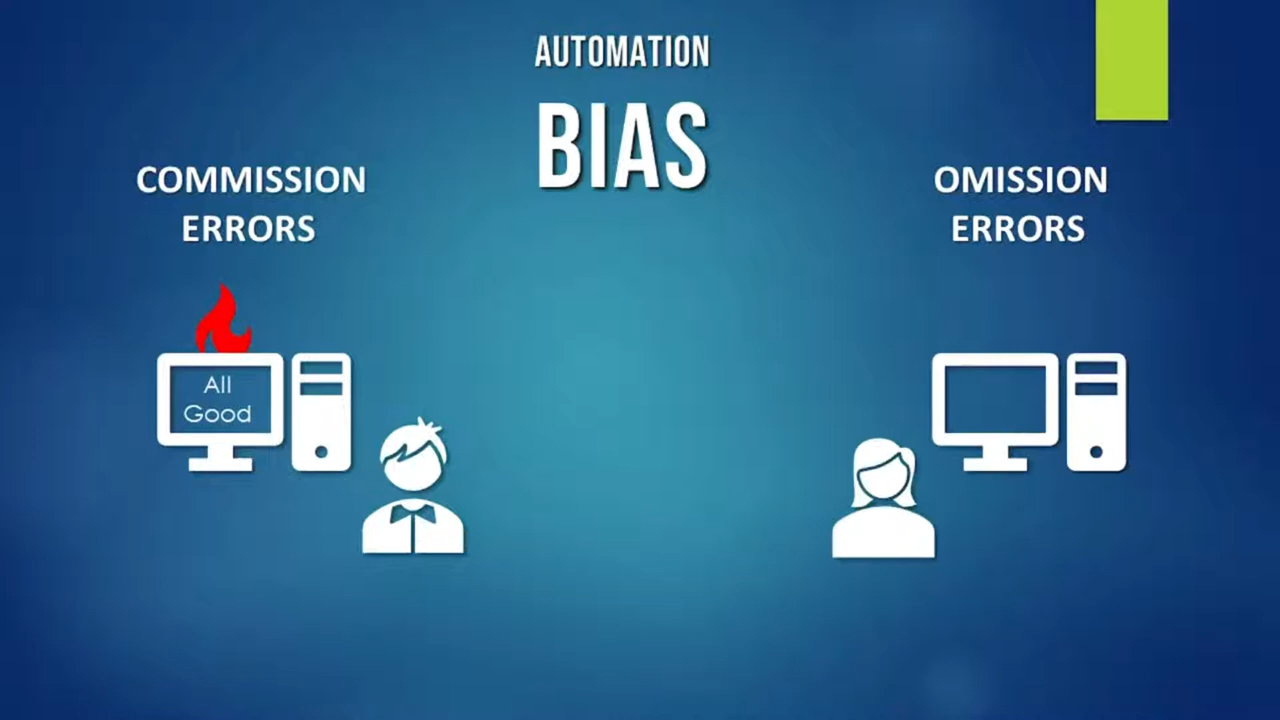 AUTOMATION
BIAS
COMMISSION
ERRORS
All
Good
OMISSION
ERRORS